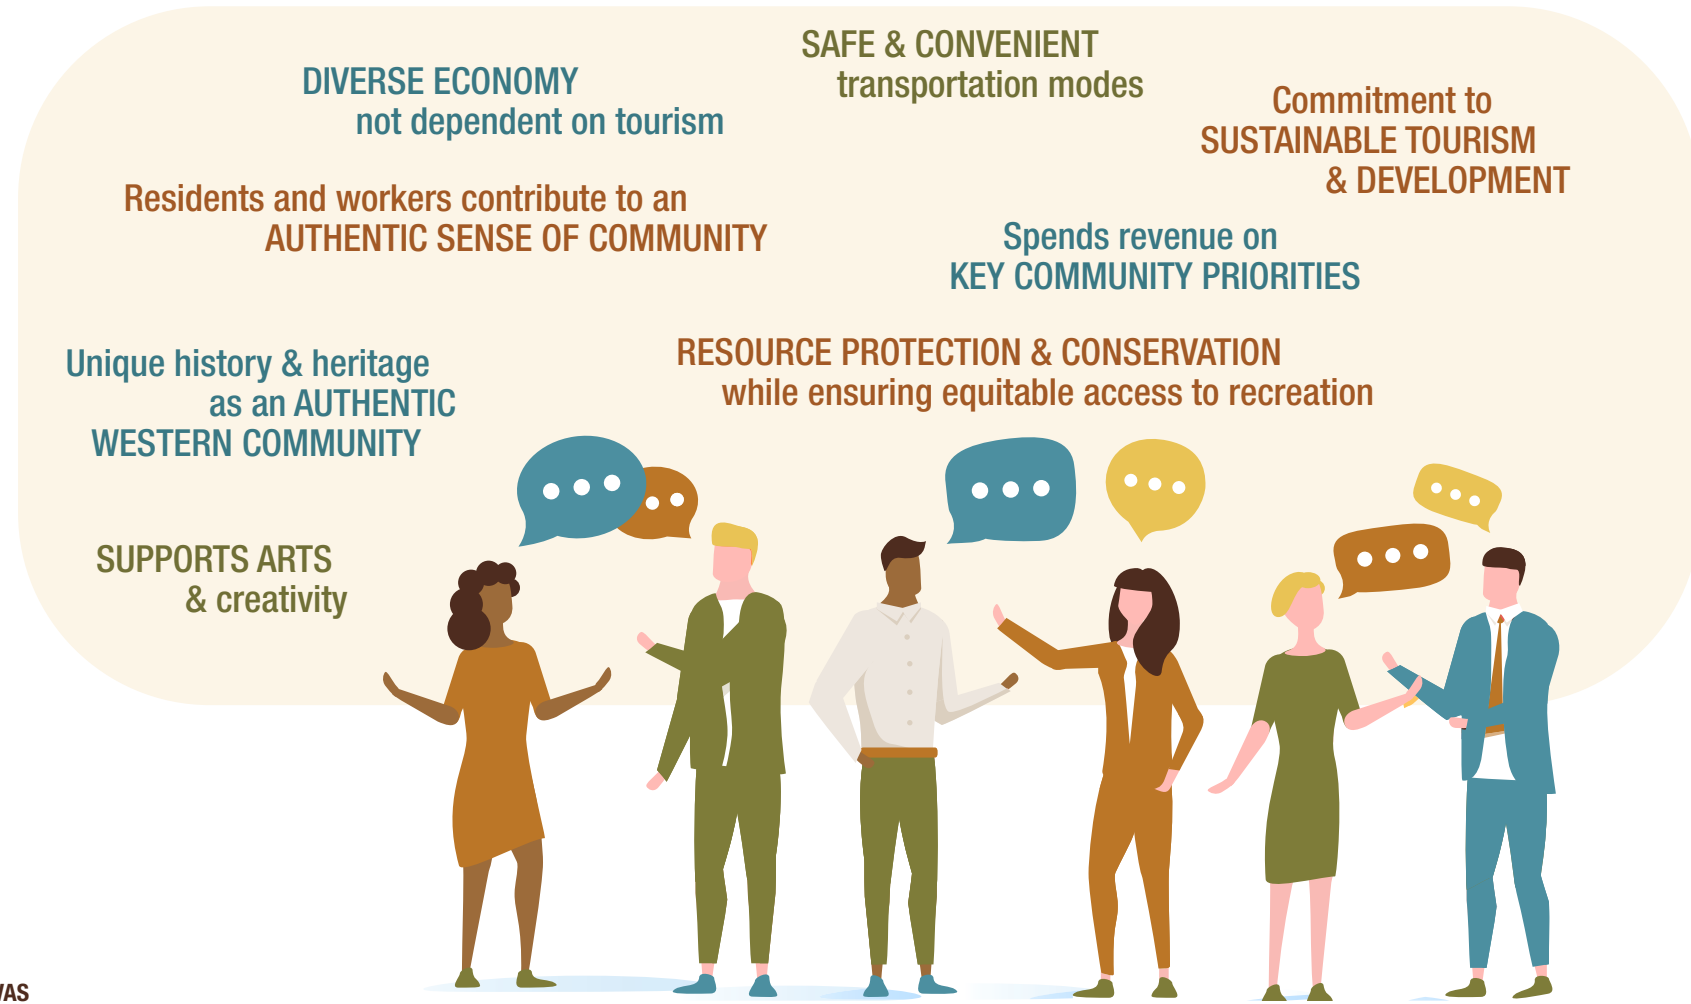 SAFE & CONVENIENT
transportation modes
DIVERSE ECONOMY
not dependent on tourism
Commitment to
SUSTAINABLE TOURISM
& DEVELOPMENT
Residents and workers contribute to an
AUTHENTIC SENSE OF COMMUNITY
Spends revenue on
KEY COMMUNITY PRIORITIES
RESOURCE PROTECTION & CONSERVATION
while ensuring equitable access to recreation
Unique history & heritage
as an AUTHENTIC
WESTERN COMMUNITY
SUPPORTS ARTS
& creativity